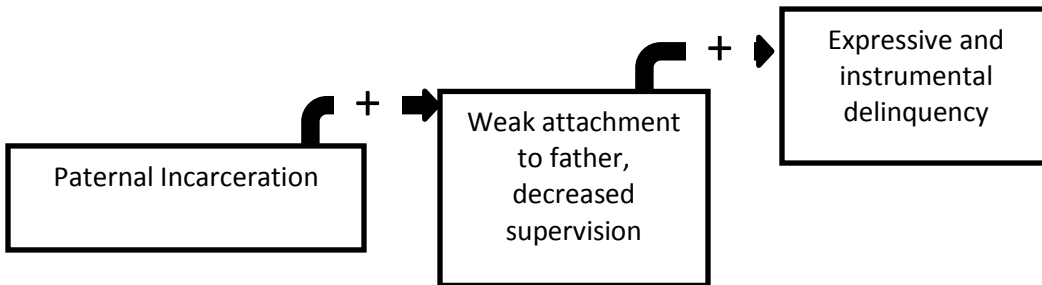 Paternal Incarceration
+
Weak attachment
to father,
decreased
supervision
+
Expressive and
instrumental
delinquency